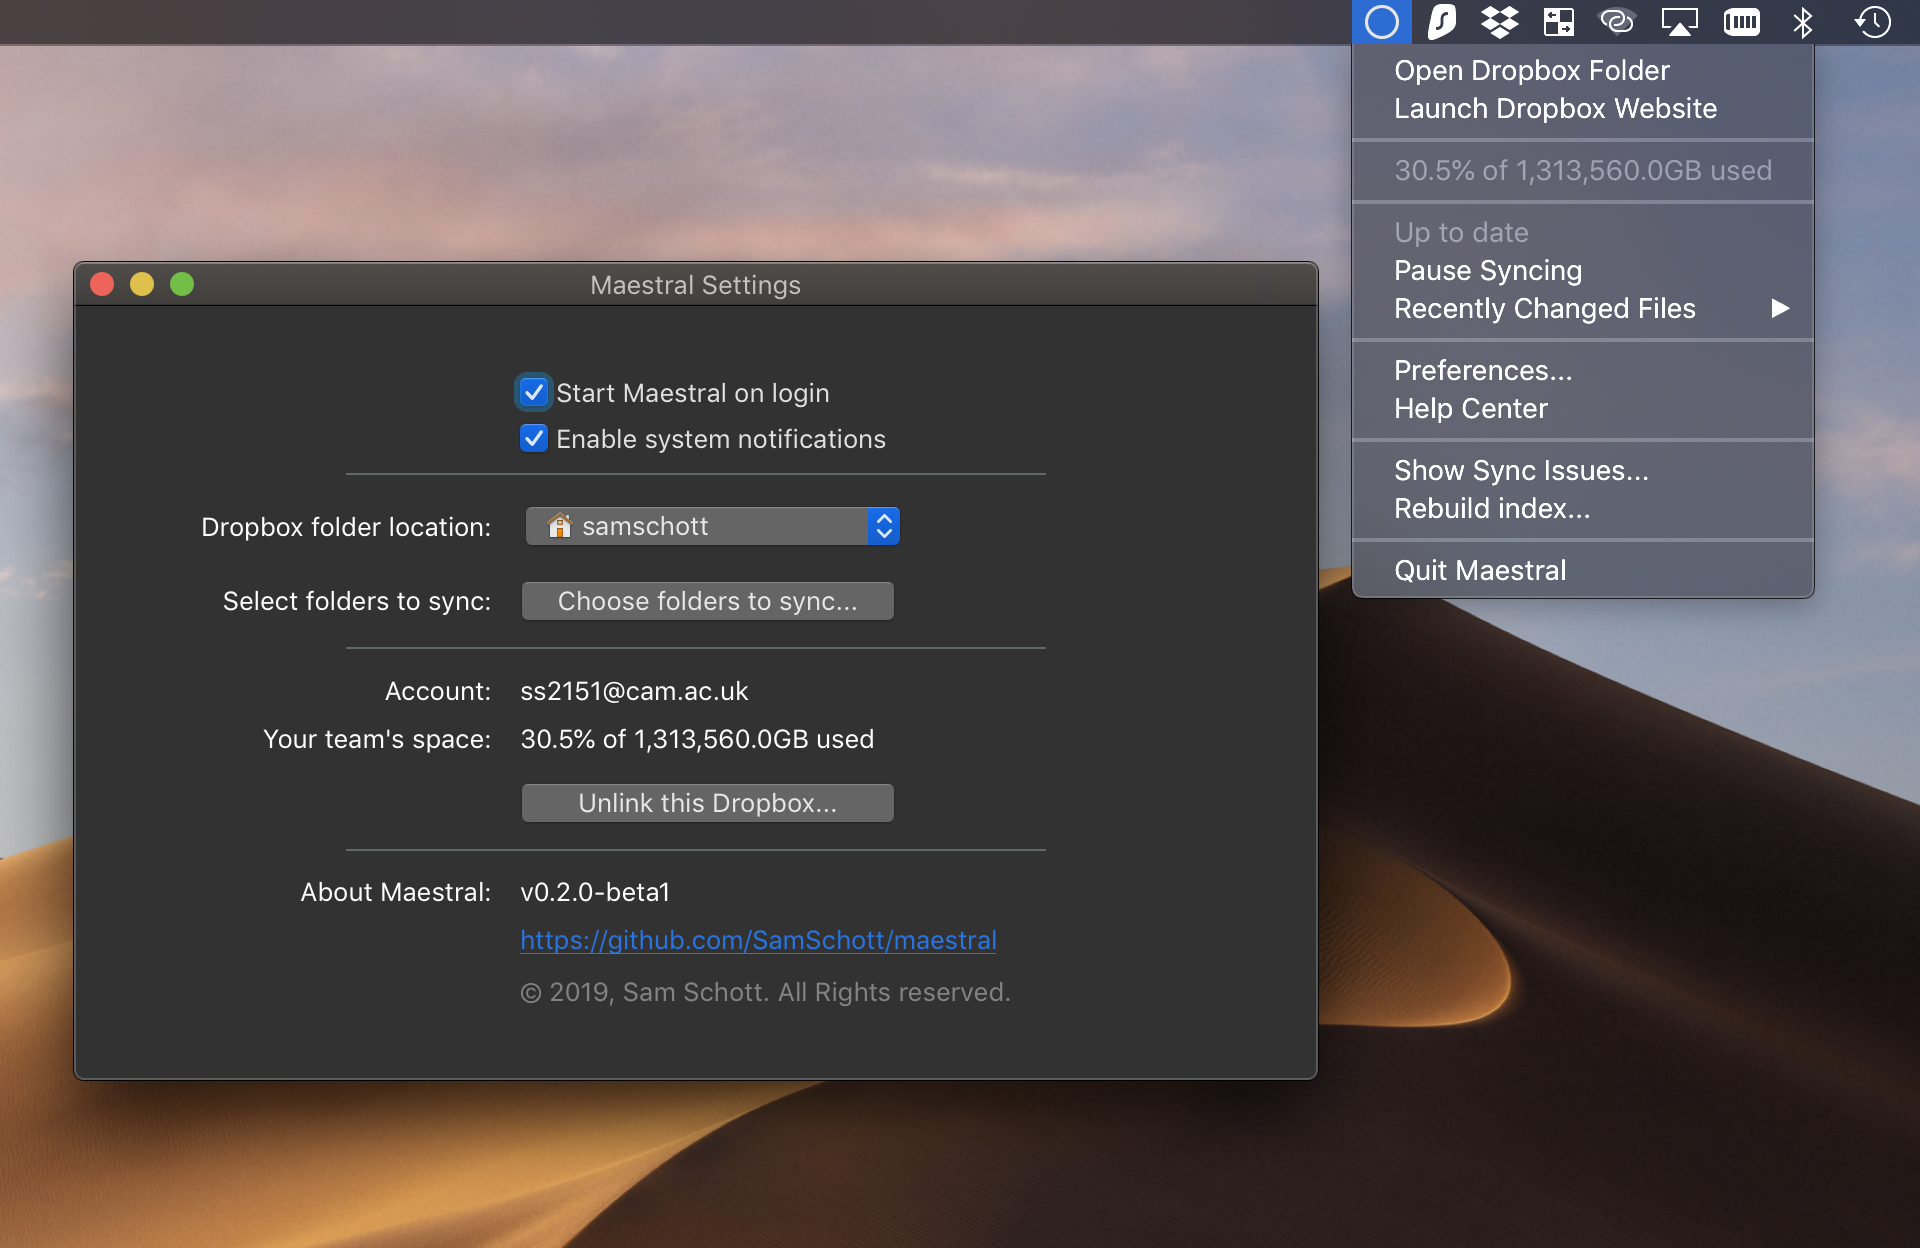 Open Dropbox Folder
Launch Dropbox Website
30.5% of 1,313,560.0GB used
Up to date
Pause Syncing
Recently Changed Files
Preferences...
Help Center
Show Sync Issues...
Rebuild index...
Quit Maestral
Maestral Settings
Start Maestral on login
Enable system notifications
Dropbox folder location: samschott
Select folders to sync: Choose folders to sync...
Account: ss2151@cam.ac.uk
Your team's space: 30.5% of 1,313,560.0GB used
Unlink this Dropbox...
About Maestral: v0.2.0-beta1
https://github.com/SamSchott/maestral
© 2019, Sam Schott. All Rights reserved.